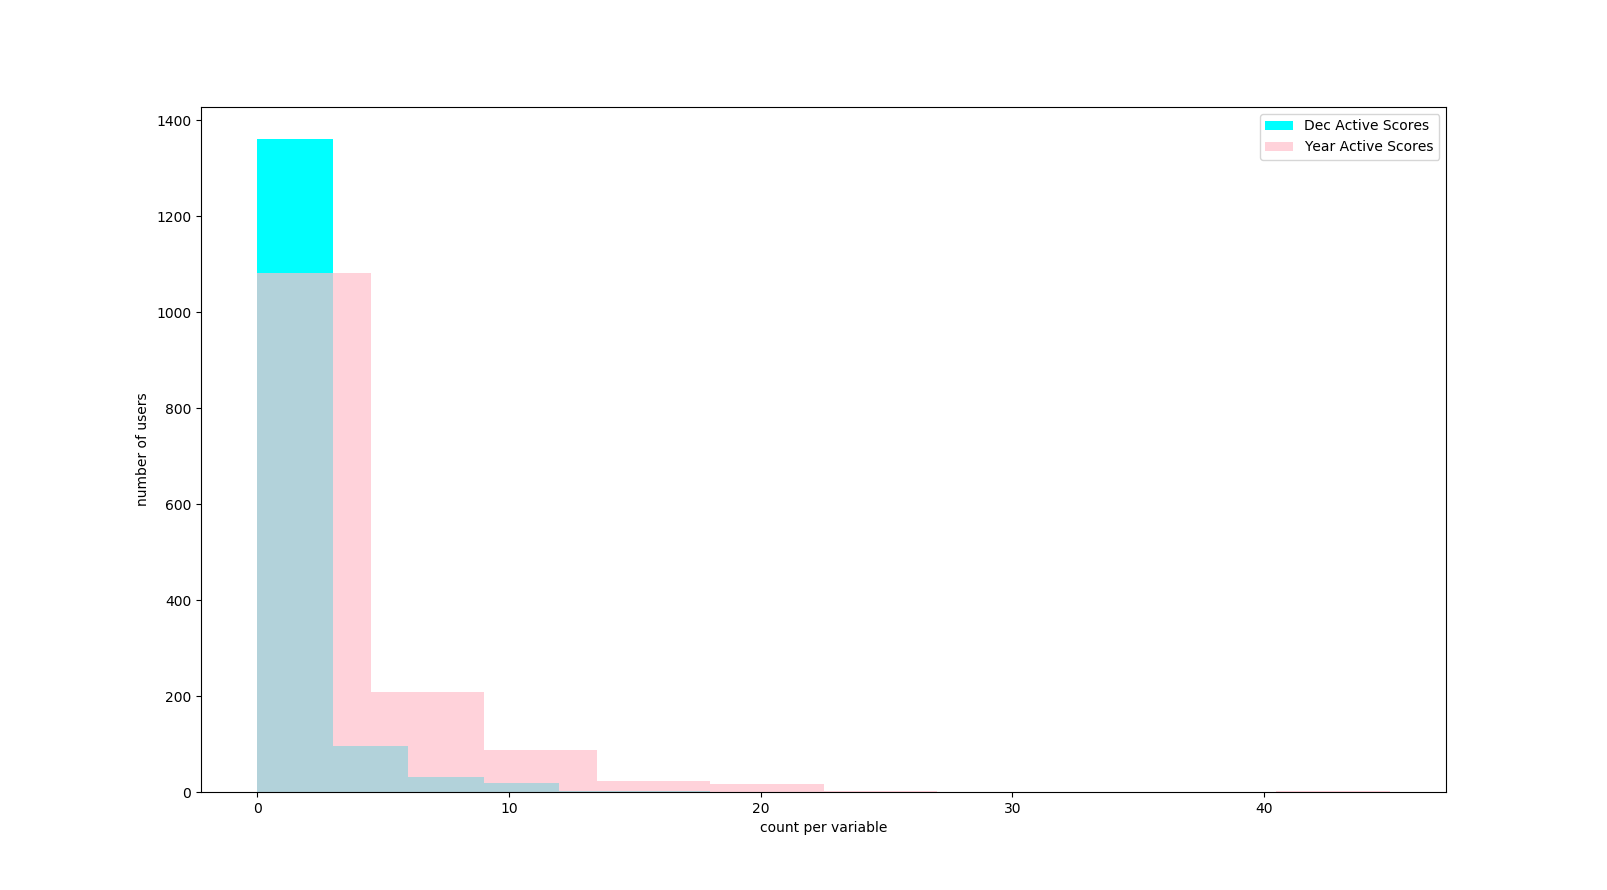 Dec Active Scores
Year Active Scores
1400
1200
1000
800
600
400
200
0
number of users
0 10 20 30 40
count per variable